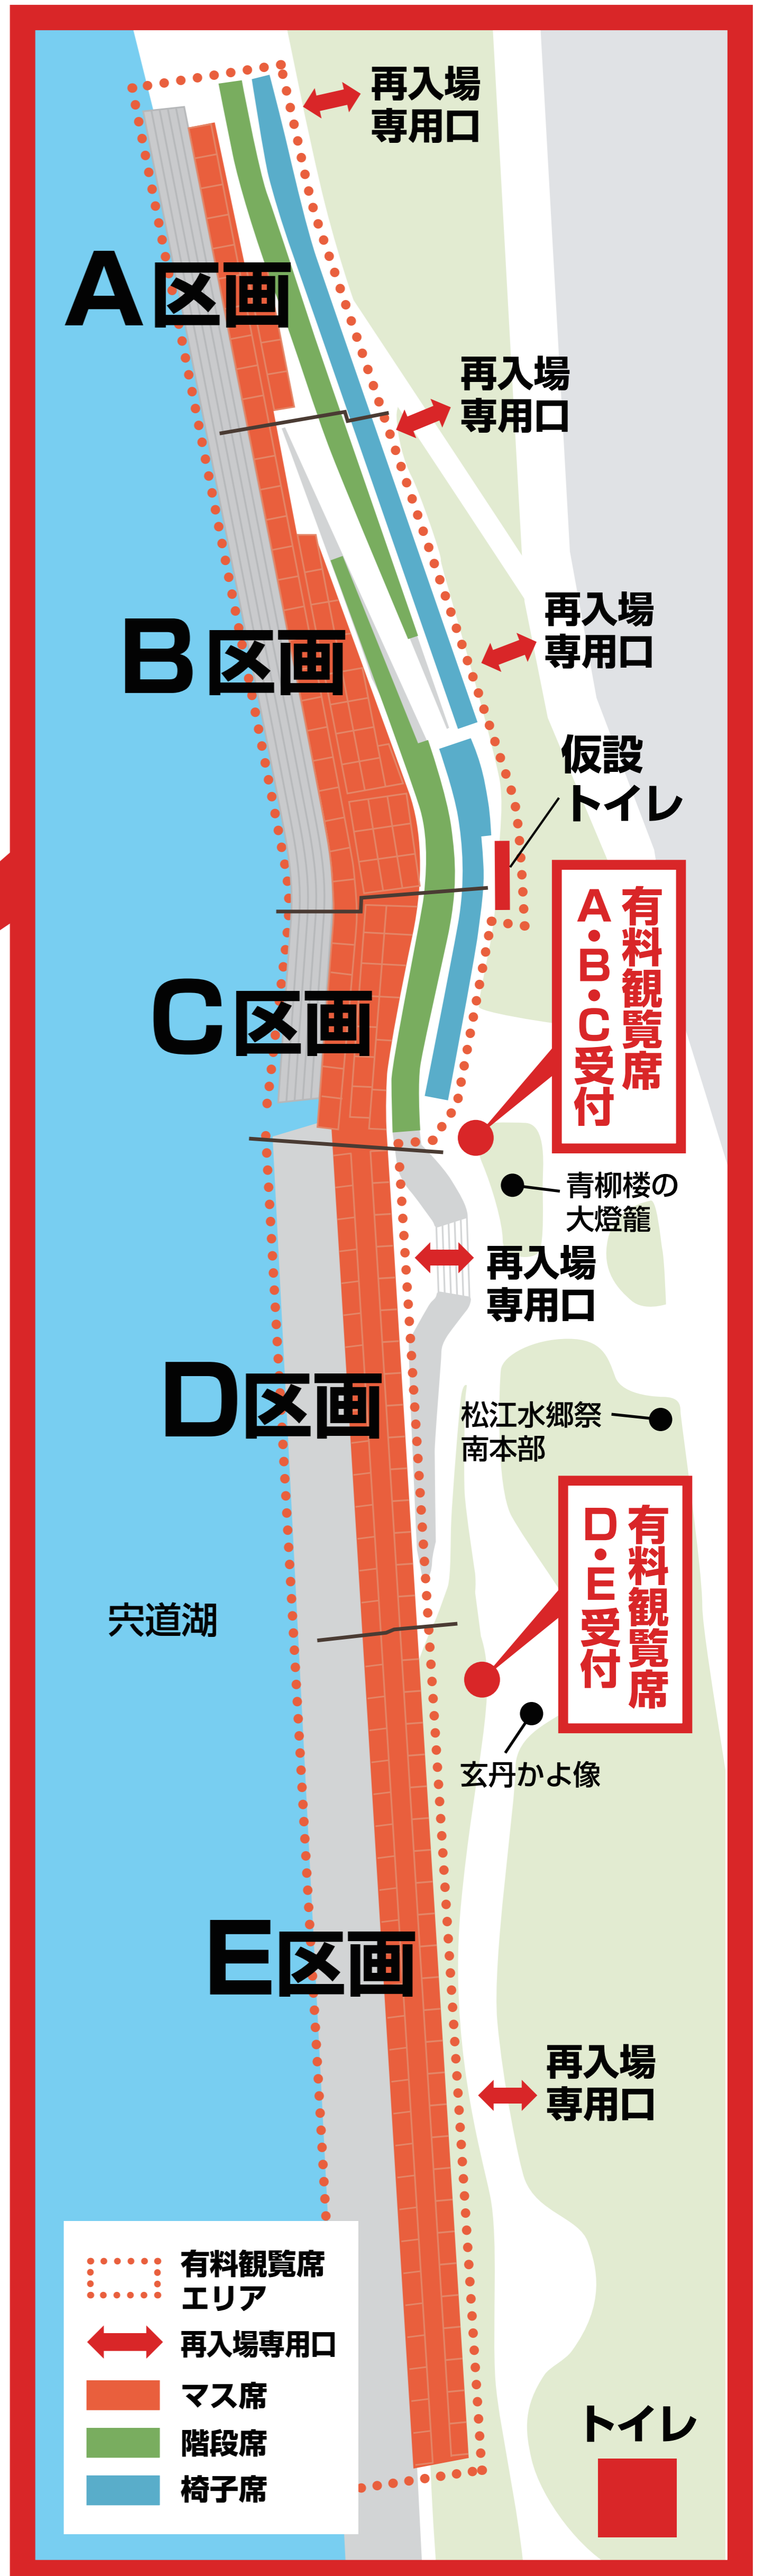 再入場
専用口
A区画
再入場
専用口
再入場
専用口
B区画
仮設
トイレ
有料観覧席
A・B・C受付
C区画
青柳楼の
大燈籠
再入場
専用口
D区画
松江水郷祭
南本部
有料観覧席
D・E受付
宍道湖
玄丹かよ像
E区画
再入場
専用口
有料観覧席
エリア
再入場専用口
マス席
階段席
椅子席
トイレ